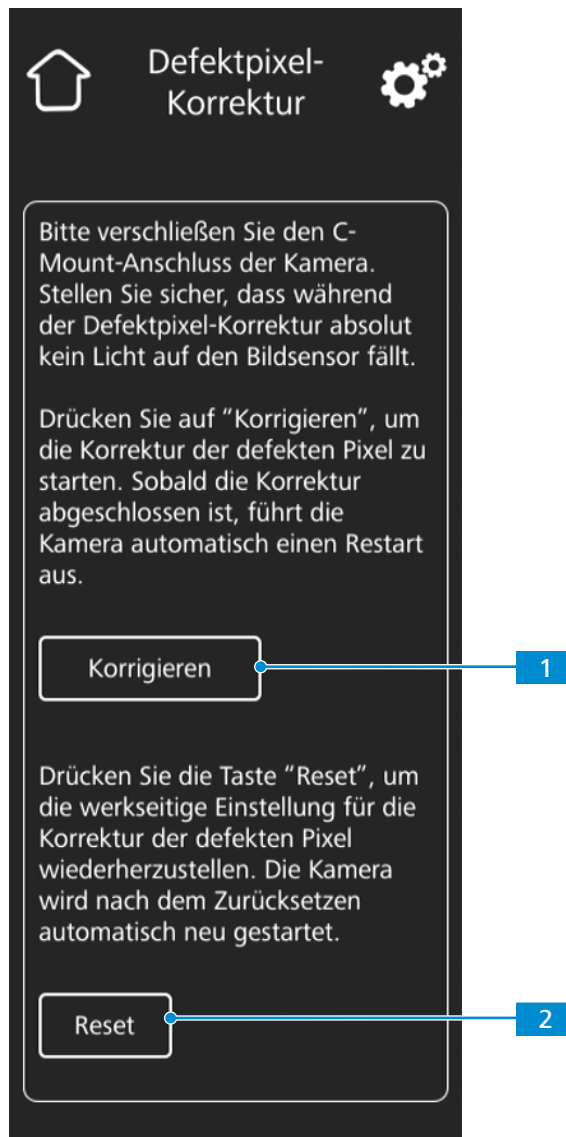 Defektpixel-
Korrektur
Bitte verschließen Sie den C-
Mount-Anschluss der Kamera.
Stellen Sie sicher, dass während
der Defektpixel-Korrektur absolut
kein Licht auf den Bildsensor fällt.
Drücken Sie auf “Korrigieren”, um
die Korrektur der defekten Pixel zu
starten. Sobald die Korrektur
abgeschlossen ist, führt die
Kamera automatisch einen Restart
aus.
Korrigieren
1
Drücken Sie die Taste “Reset”, um
die werkseitige Einstellung für die
Korrektur der defekten Pixel
wiederherzustellen. Die Kamera
wird nach dem Zurücksetzen
automatisch neu gestartet.
Reset
2